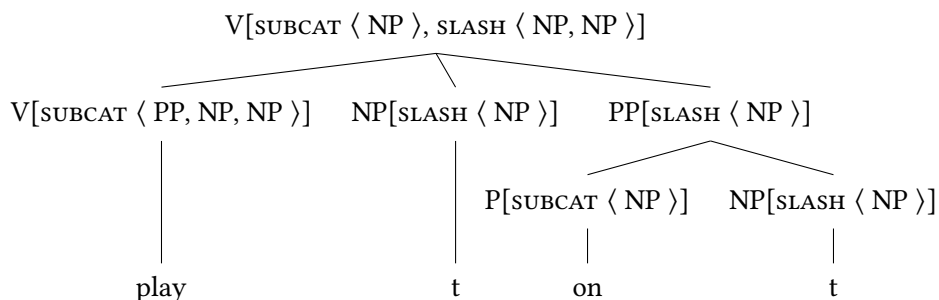 V[SUBCAT ⟨ NP ⟩, SLASH ⟨ NP, NP ⟩]
V[SUBCAT ⟨ PP, NP, NP ⟩] NP[SLASH ⟨ NP ⟩] PP[SLASH ⟨ NP ⟩]
P[SUBCAT ⟨ NP ⟩] NP[SLASH ⟨ NP ⟩]
play t on t